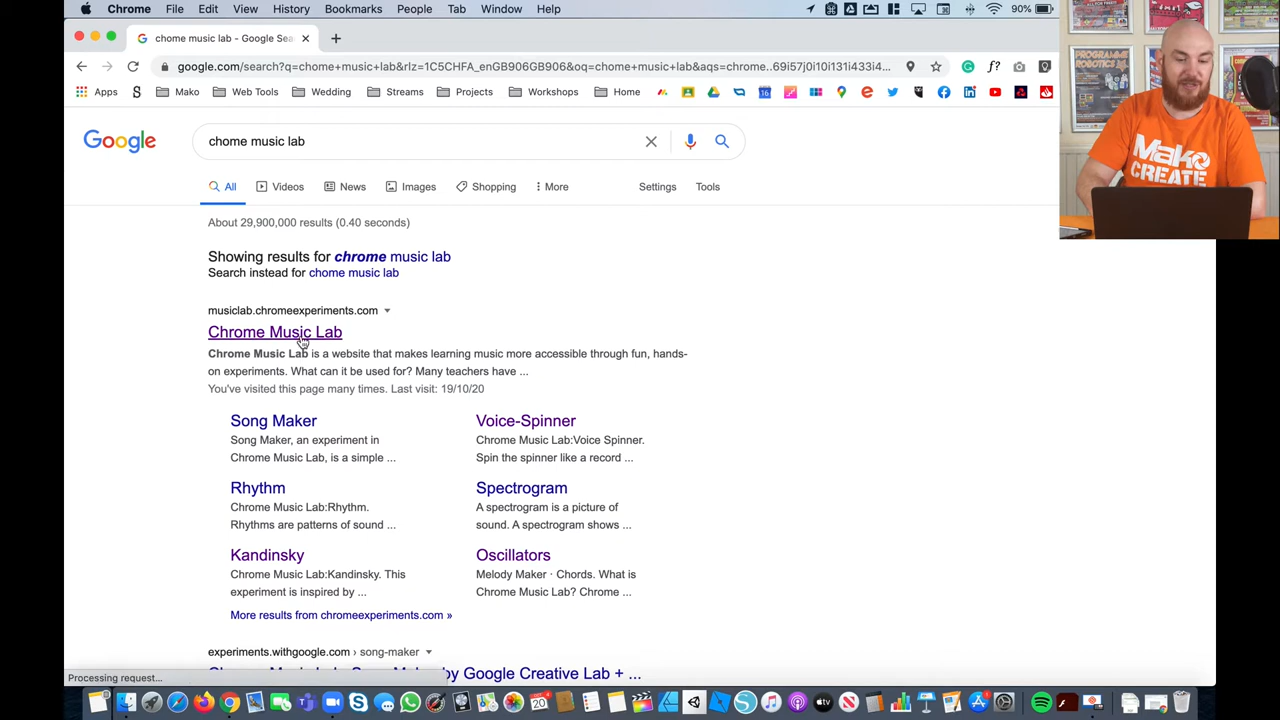 Chrome File Edit View History Bookmarks People Tab Window Help 90%
chome music lab - Google Sea
google.com/search?q=chome+music+lab&rlz=1C5CHFA_en
Apps Mako Web Tools Wedding Streaming Projects Workshops Home
Google
chome music lab
All Videos News Images Shopping More Settings Tools
About 29,900,000 results (0.40 seconds)
Showing results for chrome music lab
Search instead for chome music lab
musiclab.chromeexperiments.com
Chrome Music Lab
Chrome Music Lab is a website that makes learning music more accessible through fun, hands-
on experiments. What can it be used for? Many teachers have ...
You've visited this page many times. Last visit: 19/10/20
Song Maker
Song Maker, an experiment in
Chrome Music Lab, is a simple ...
Voice-Spinner
Chrome Music Lab:Voice Spinner.
Spin the spinner like a record ...
Rhythm
Chrome Music Lab:Rhythm.
Rhythms are patterns of sound ...
Spectrogram
A spectrogram is a picture of
sound. A spectrogram shows ...
Kandinsky
Chrome Music Lab:Kandinsky. This
experiment is inspired by ...
Oscillators
Melody Maker · Chords. What is
Chrome Music Lab? Chrome ...
More results from chromeexperiments.com »
experiments.withgoogle.com › song-maker
by Google Creative Lab + ...
Processing request...
PROGRAMME
ROBOTICS
Mako
CREATE